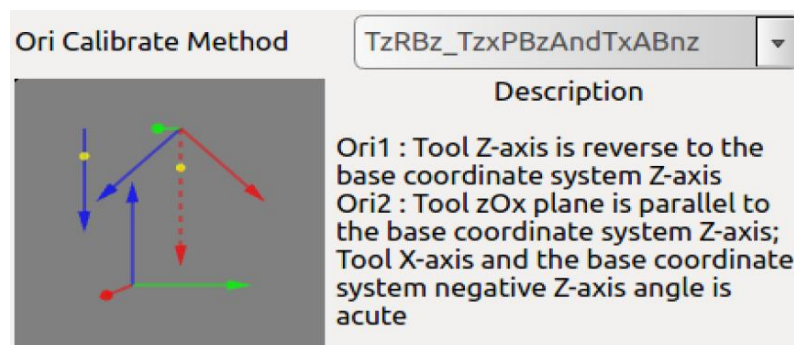 Ori Calibrate Method
TzRBz_TzxPBzAndTxABnz
Description
Ori1 : Tool Z-axis is reverse to the
base coordinate system Z-axis
Ori2 : Tool zOx plane is parallel to
the base coordinate system Z-axis;
Tool X-axis and the base coordinate
system negative Z-axis angle is
acute